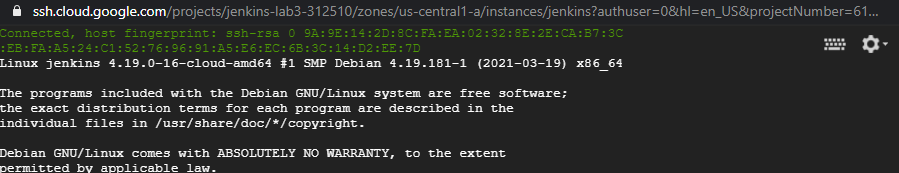 ssh.cloud.google.com/projects/jenkins-lab3-312510/zones/us-central1-a/instances/jenkins?authuser=0&hl=en_US&projectNumber=61...
Connected, host fingerprint: ssh-rsa 0 9A:9E:14:2D:8C:FA:EA:02:32:8E:2E:CA:B7:3C
:EB:FA:A5:24:C1:52:76:96:91:A5:E6:EC:6B:3C:14:D2:EE:7D
Linux jenkins 4.19.0-16-cloud-amd64 #1 SMP Debian 4.19.181-1 (2021-03-19) x86_64
The programs included with the Debian GNU/Linux system are free software;
the exact distribution terms for each program are described in the
individual files in /usr/share/doc/*/copyright.
Debian GNU/Linux comes with ABSOLUTELY NO WARRANTY, to the extent
permitted by applicable law.